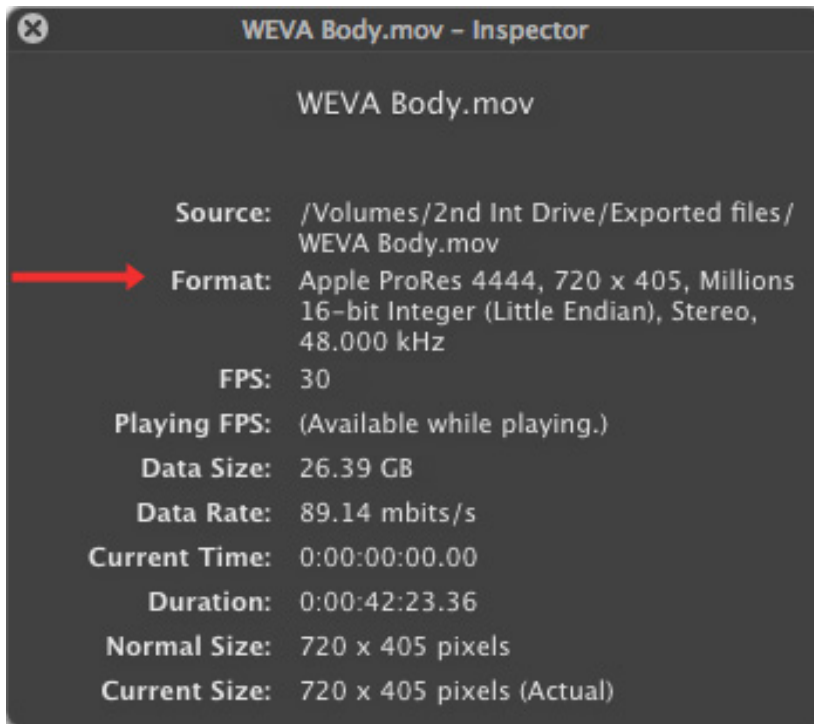 WEVA Body.mov – Inspector
WEVA Body.mov
Source: /Volumes/2nd Int Drive/Exported files/
WEVA Body.mov
Format: Apple ProRes 4444, 720 x 405, Millions
16-bit Integer (Little Endian), Stereo,
48.000 kHz
FPS: 30
Playing FPS: (Available while playing.)
Data Size: 26.39 GB
Data Rate: 89.14 mbits/s
Current Time: 0:00:00:00.00
Duration: 0:00:42:23.36
Normal Size: 720 x 405 pixels
Current Size: 720 x 405 pixels (Actual)